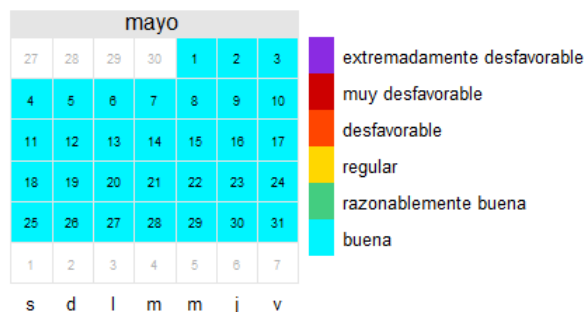 mayo
27 28 29 30 1 2 3
4 5 6 7 8 9 10
11 12 13 14 15 16 17
18 19 20 21 22 23 24
25 26 27 28 29 30 31
1 2 3 4 5 6 7
s d l m m j v
extremadamente desfavorable
muy desfavorable
desfavorable
regular
razonablemente buena
buena